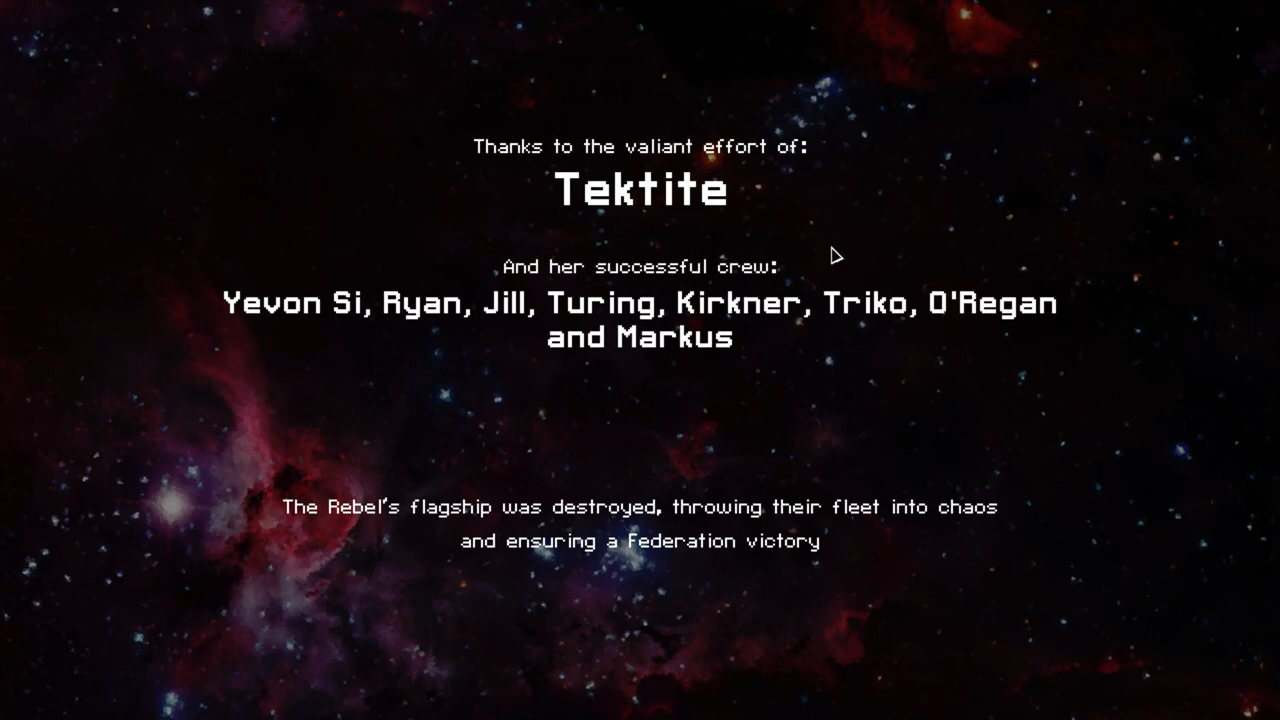 Thanks to the valiant effort of:
Tektite
And her successful crew:
Yevon Si, Ryan, Jill, Turing, Kirkner, Triko, O'Regan
and Markus
The Rebel's flagship was destroyed, throwing their fleet into chaos
and ensuring a Federation victory